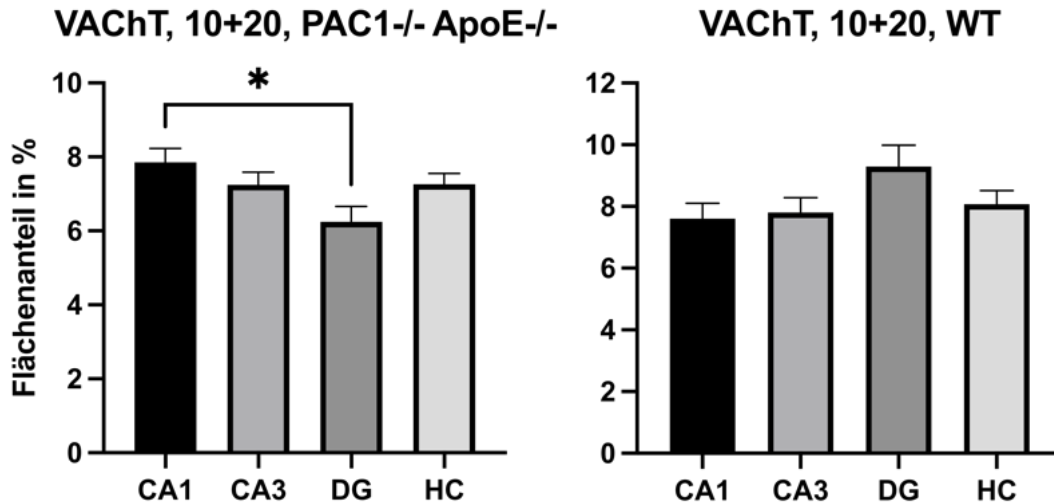 VAChT, 10+20, PAC1-/- ApoE-/-
*
Flächenanteil in %
10
8
6
4
2
0
CA1 CA3 DG HC
VAChT, 10+20, WT
12
10
8
6
4
2
0
CA1 CA3 DG HC